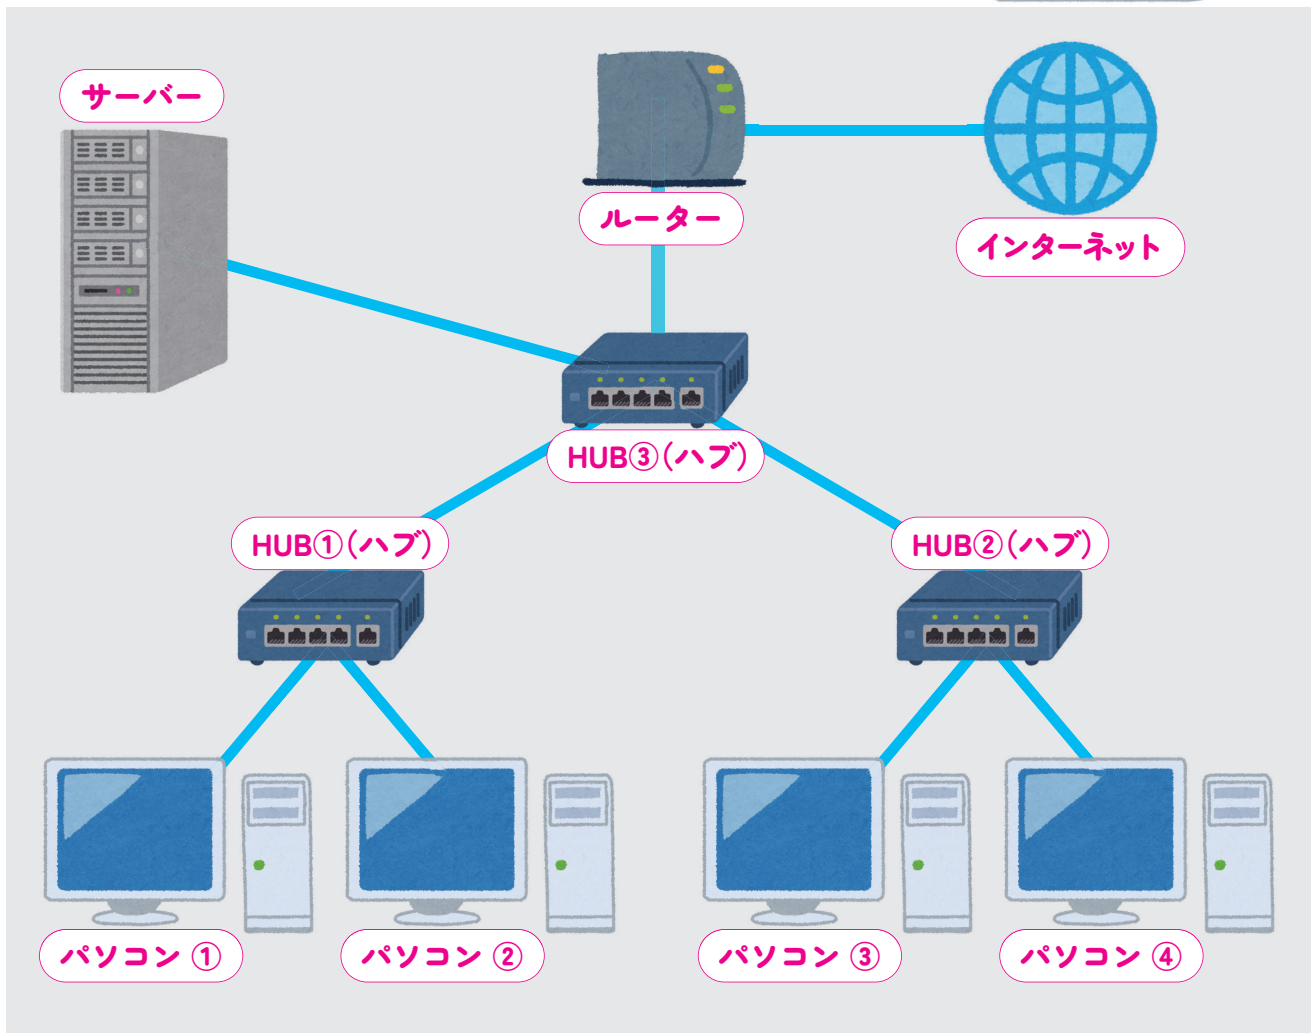 サーバー
ルーター
インターネット
HUB③(ハブ)
HUB①(ハブ)
HUB②(ハブ)
パソコン ①
パソコン ②
パソコン ③
パソコン ④